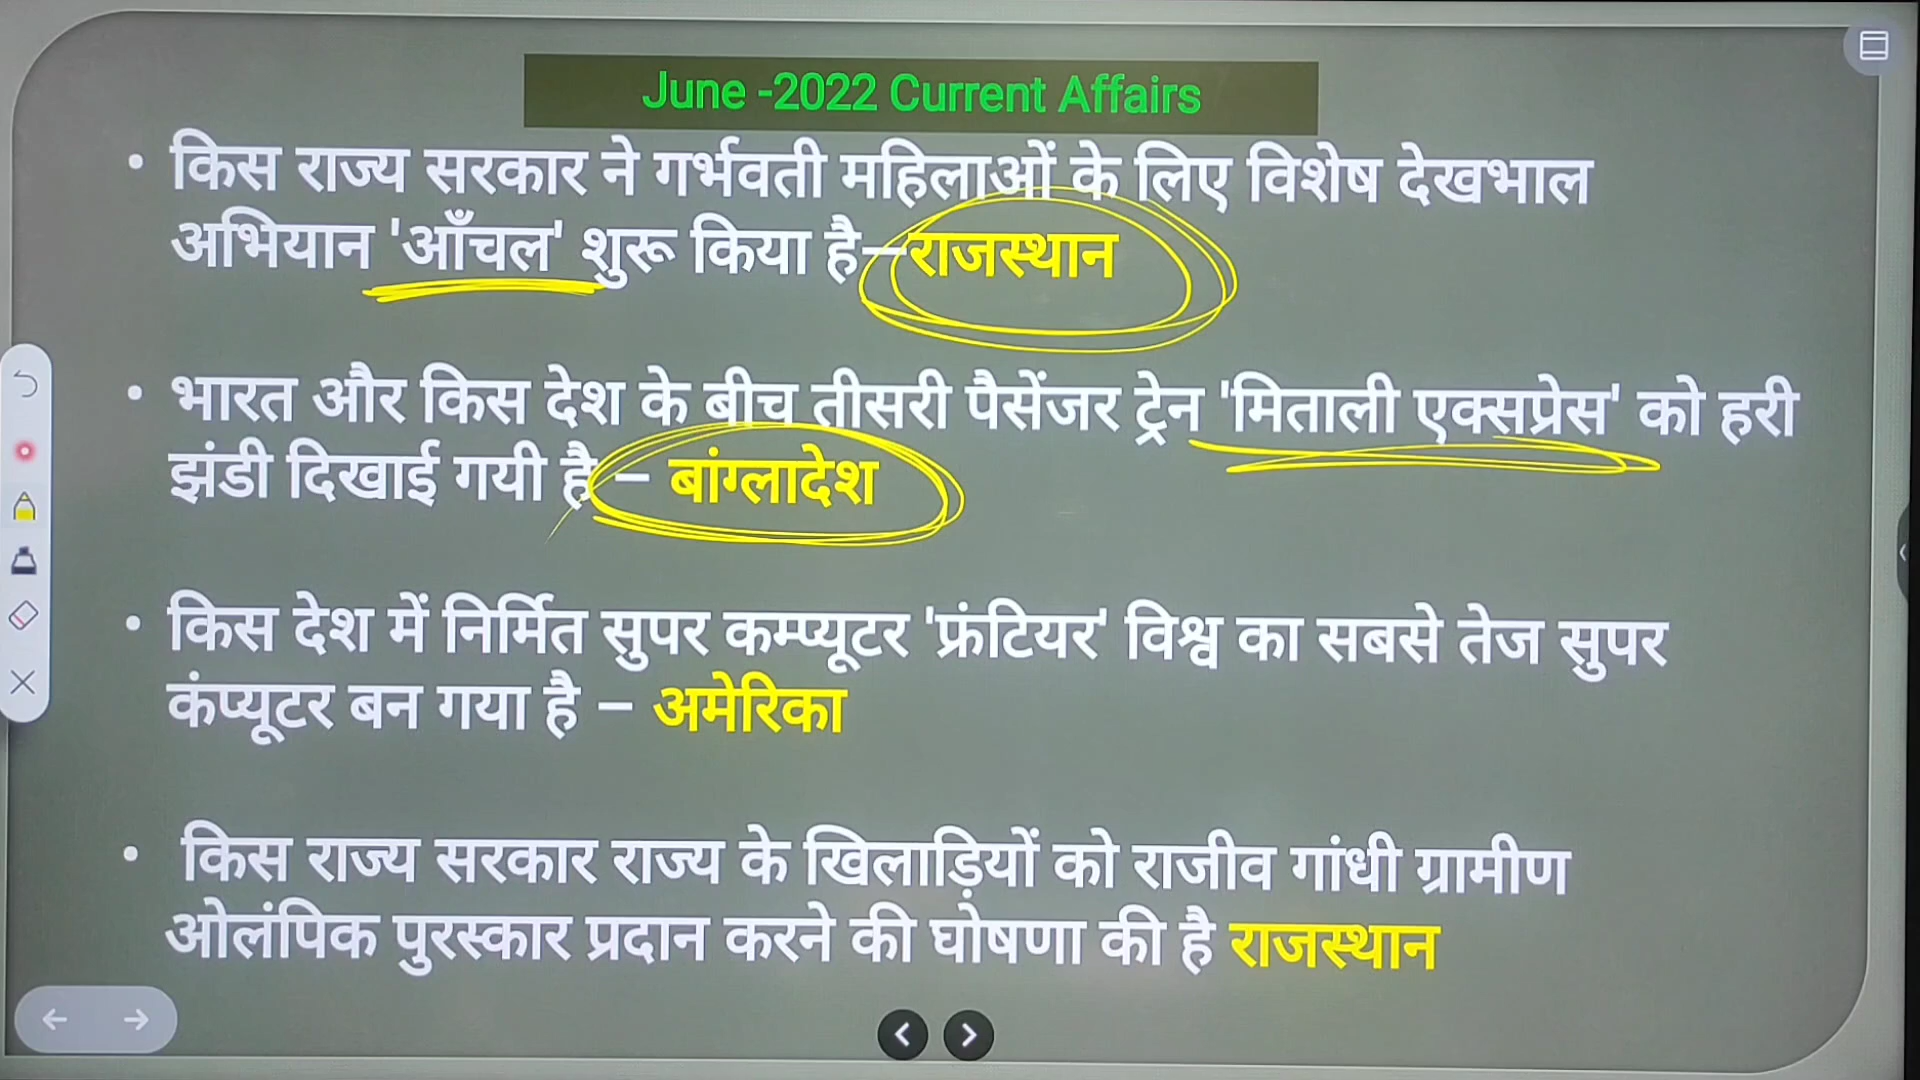 June -2022 Current Affairs
• किस राज्य सरकार ने गर्भवती महिलाओं के लिए विशेष देखभाल
अभियान 'आँचल' शुरू किया है–राजस्थान
• भारत और किस देश के बीच तीसरी पैसेंजर ट्रेन 'मिताली एक्सप्रेस' को हरी
झंडी दिखाई गयी है – बांग्लादेश
• किस देश में निर्मित सुपर कम्प्यूटर 'फ्रंटियर' विश्व का सबसे तेज सुपर
कंप्यूटर बन गया है – अमेरिका
• किस राज्य सरकार राज्य के खिलाड़ियों को राजीव गांधी ग्रामीण
ओलंपिक पुरस्कार प्रदान करने की घोषणा की है राजस्थान